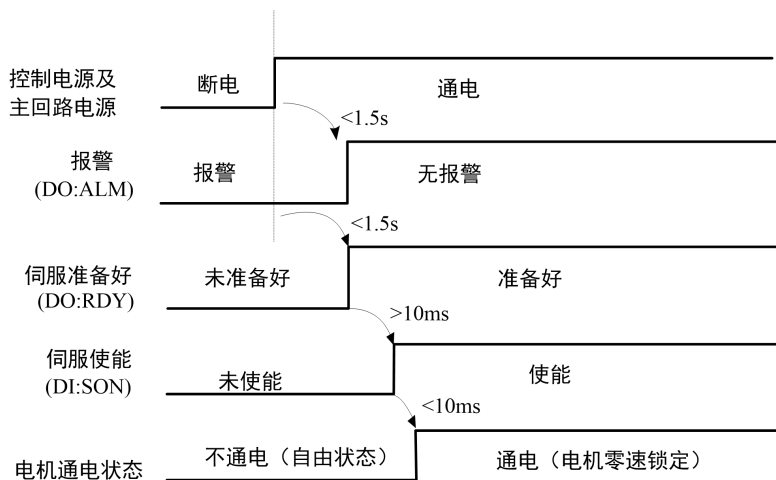 控制电源及
主回路电源
断电
通电
<1.5s
报警
(DO:ALM)
报警
无报警
<1.5s
伺服准备好
(DO:RDY)
未准备好
准备好
>10ms
伺服使能
(DI:SON)
未使能
使能
<10ms
电机通电状态
不通电（自由状态）
通电（电机零速锁定）